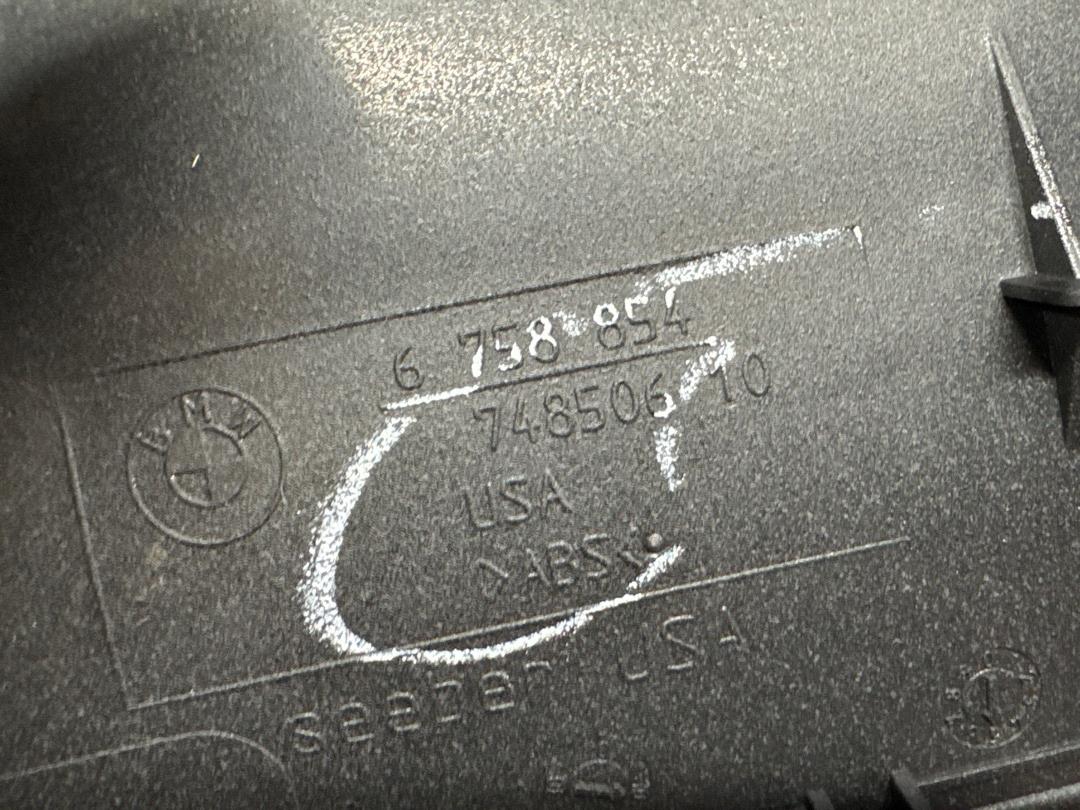 BMW
6 758 854
748506 10
USA
>ABS<
seeber USA